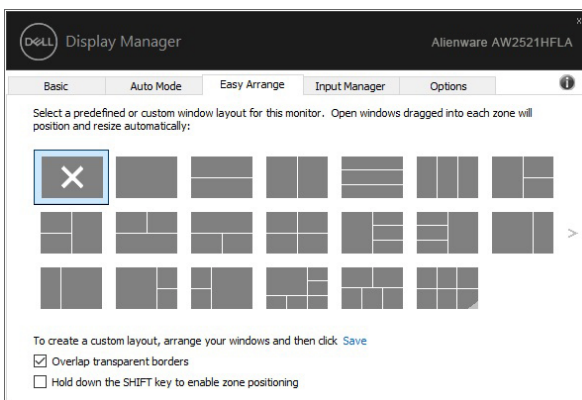 DELL Display Manager
Alienware AW2521HFLA
Basic
Auto Mode
Easy Arrange
Input Manager
Options
Select a predefined or custom window layout for this monitor. Open windows dragged into each zone will
position and resize automatically:
To create a custom layout, arrange your windows and then click Save
Overlap transparent borders
Hold down the SHIFT key to enable zone positioning